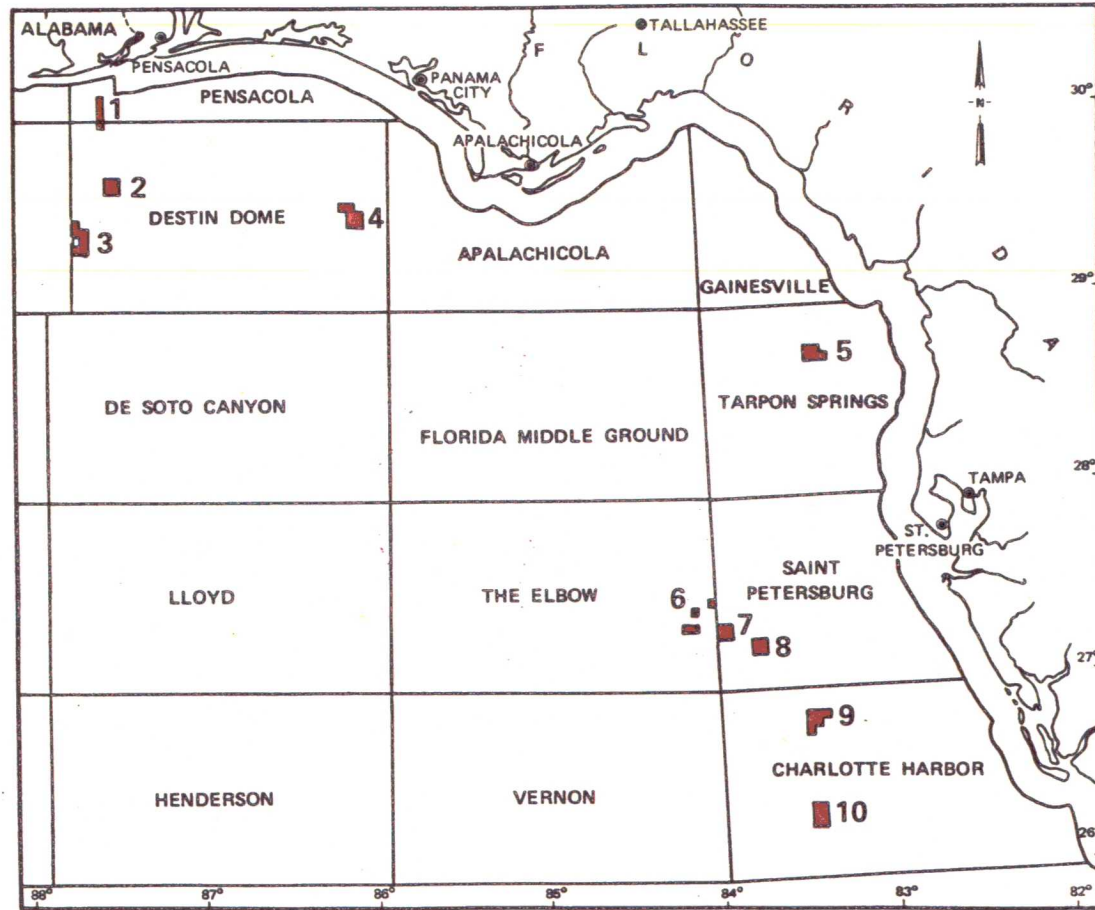 ALABAMA
TALLAHASSEE
F
L
O
R
I
D
A
PENSACOLA
PANAMA
CITY
N
PENSACOLA
30°
1
APALACHICOLA
2
DESTIN DOME
4
3
APALACHICOLA
29°
GAINESVILLE
5
DE SOTO CANYON
TARPON SPRINGS
FLORIDA MIDDLE GROUND
28°
TAMPA
ST.
PETERSBURG
SAINT
PETERSBURG
LLOYD
THE ELBOW
6
7
8
27°
9
CHARLOTTE HARBOR
HENDERSON
VERNON
10
26°
88°
87°
86°
85°
84°
83°
82°